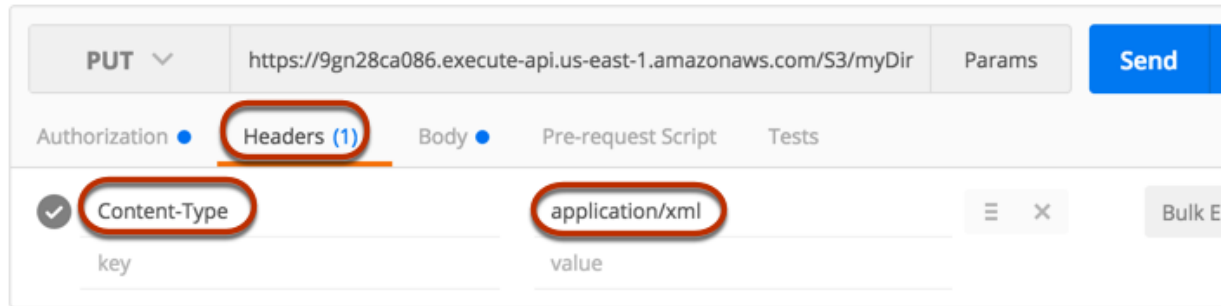 PUT https://9gn28ca086.execute-api.us-east-1.amazonaws.com/S3/myDir Params Send
Authorization Headers (1) Body Pre-request Script Tests
Content-Type application/xml Bulk E
key value